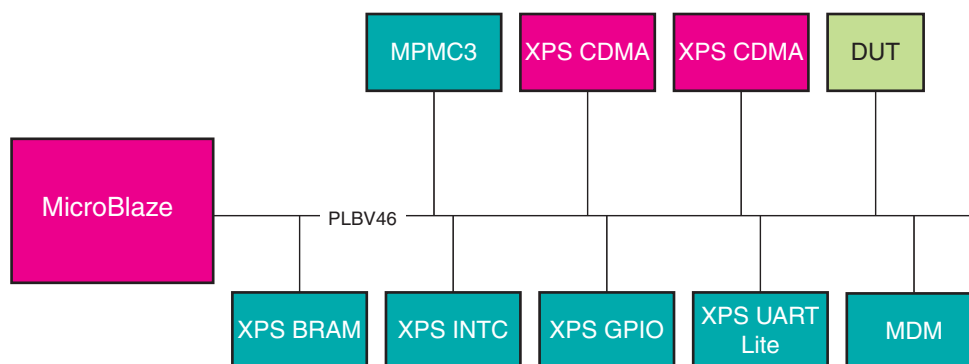 MPMC3
XPS CDMA
XPS CDMA
DUT
MicroBlaze
PLBV46
XPS BRAM
XPS INTC
XPS GPIO
XPS UART
Lite
MDM